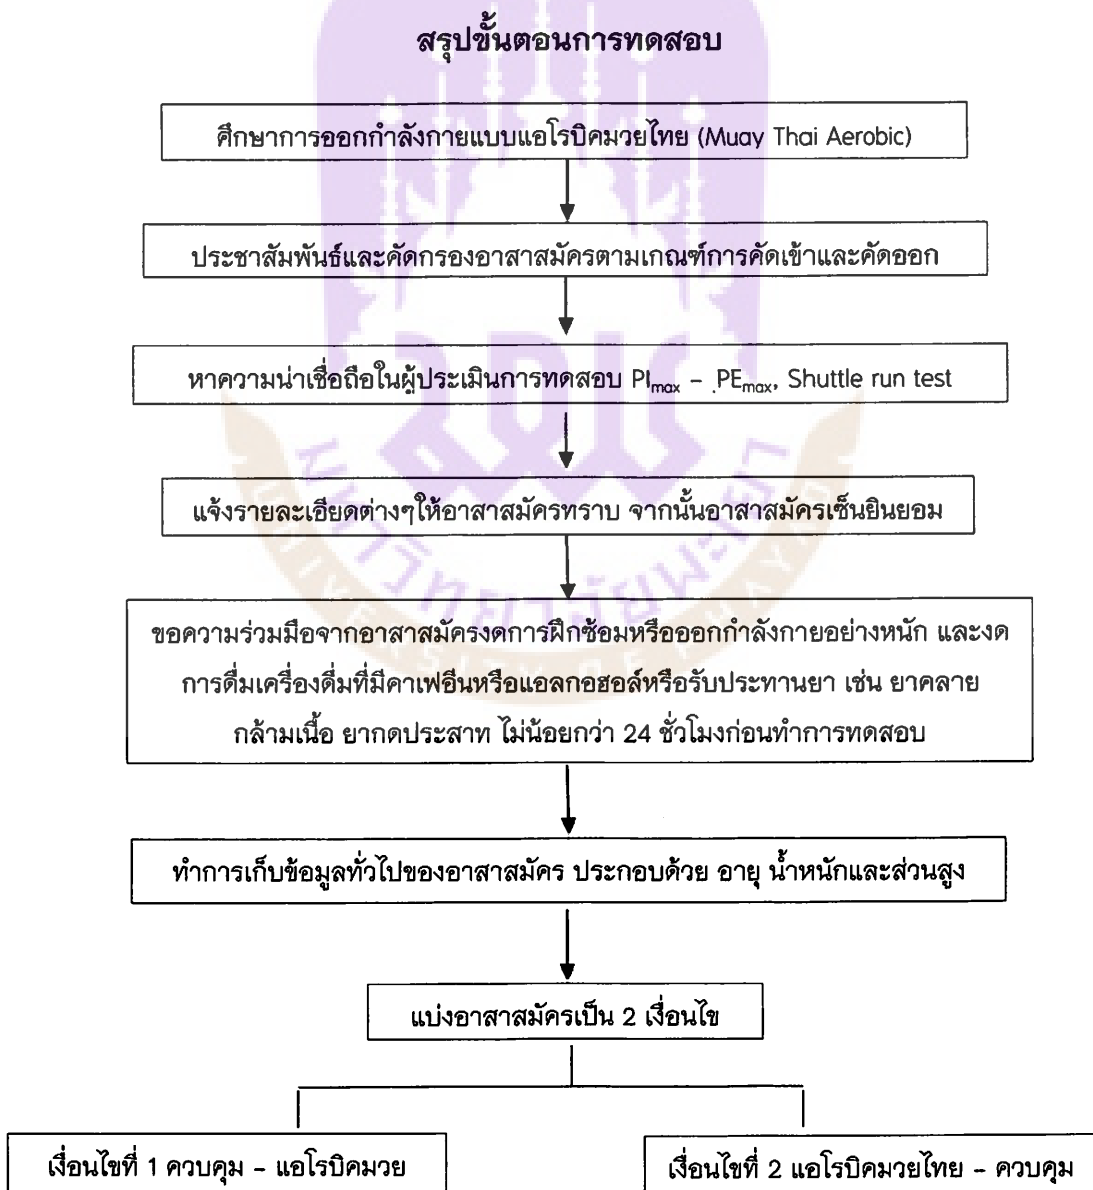 สรุปขั้นตอนการทดสอบ
ศึกษาการออกกำลังกายแบบแอโรบิคมวยไทย (Muay Thai Aerobic)
ประชาสัมพันธ์และคัดกรองอาสาสมัครตามเกณฑ์การคัดเข้าและคัดออก
หาความน่าเชื่อถือในผู้ประเมินการทดสอบ PImax – PEmax, Shuttle run test
แจ้งรายละเอียดต่างๆให้อาสาสมัครทราบ จากนั้นอาสาสมัครเซ็นยินยอม
ขอความร่วมมือจากอาสาสมัครงดการฝึกซ้อมหรือออกกำลังกายอย่างหนัก และงด
การดื่มเครื่องดื่มที่มีคาเฟอีนหรือแอลกอฮอล์หรือรับประทานยา เช่น ยาคลาย
กล้ามเนื้อ ยากดประสาท ไม่น้อยกว่า 24 ชั่วโมงก่อนทำการทดสอบ
ทำการเก็บข้อมูลทั่วไปของอาสาสมัคร ประกอบด้วย อายุ น้ำหนักและส่วนสูง
แบ่งอาสาสมัครเป็น 2 เงื่อนไข
เงื่อนไขที่ 1 ควบคุม – แอโรบิคมวย
เงื่อนไขที่ 2 แอโรบิคมวยไทย – ควบคุม
มหาวิทยาลัยพะเยา
UNIVERSITY OF PHAYAO